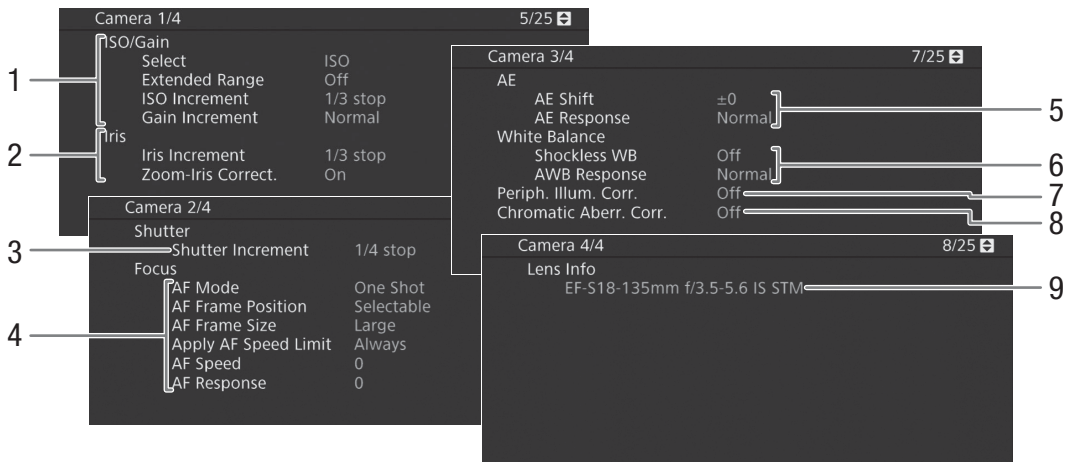 Camera 1/4 5/25
ISO/Gain
Select ISO
Extended Range Off
ISO Increment 1/3 stop
Gain Increment Normal
Iris
Iris Increment 1/3 stop
Zoom-Iris Correct. On
1
2
Camera 2/4
Shutter
Shutter Increment 1/4 stop
Focus
AF Mode One Shot
AF Frame Position Selectable
AF Frame Size Large
Apply AF Speed Limit Always
AF Speed 0
AF Response 0
3
4
Camera 3/4 7/25
AE
AE Shift ±0
AE Response Normal
White Balance
Shockless WB Off
AWB Response Normal
Periph. Illum. Corr. Off
Chromatic Aberr. Corr. Off
5
6
7
8
Camera 4/4 8/25
Lens Info
EF-S18-135mm f/3.5-5.6 IS STM
9